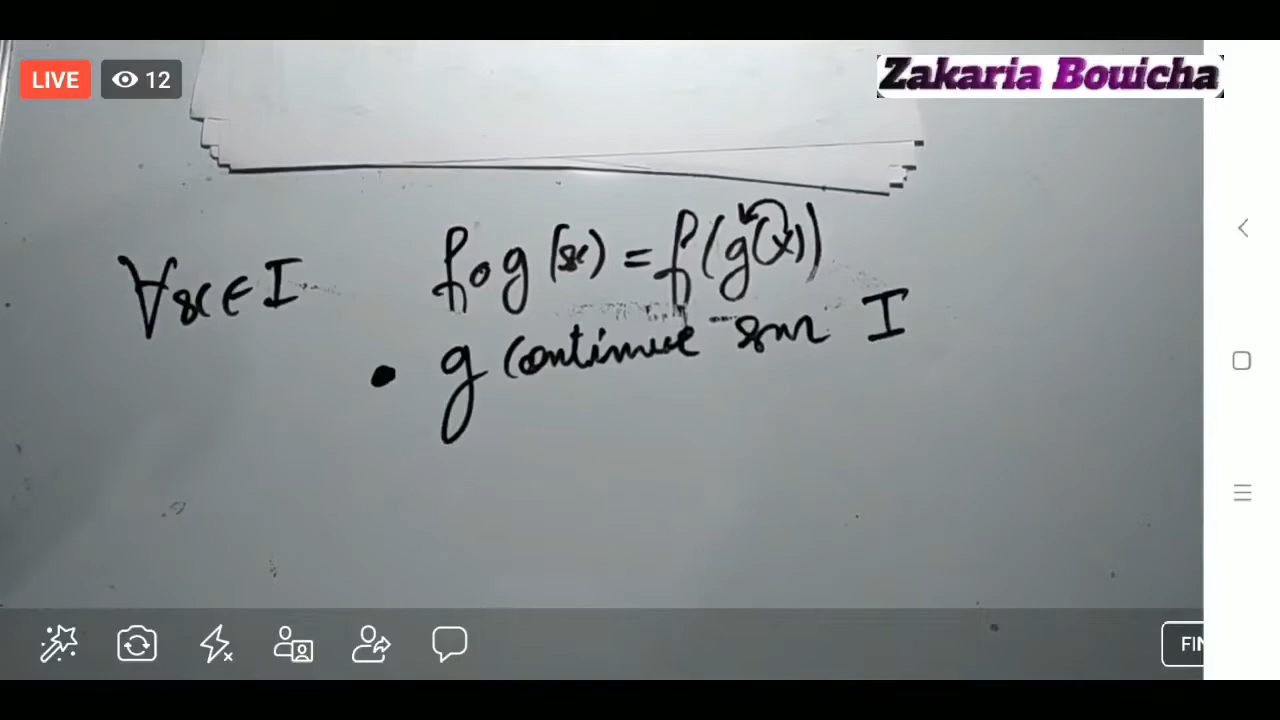 LIVE 12
Zakaria Bouicha
∀x∈I fog(x) = f(g(x))
• g continue sur I
FIN